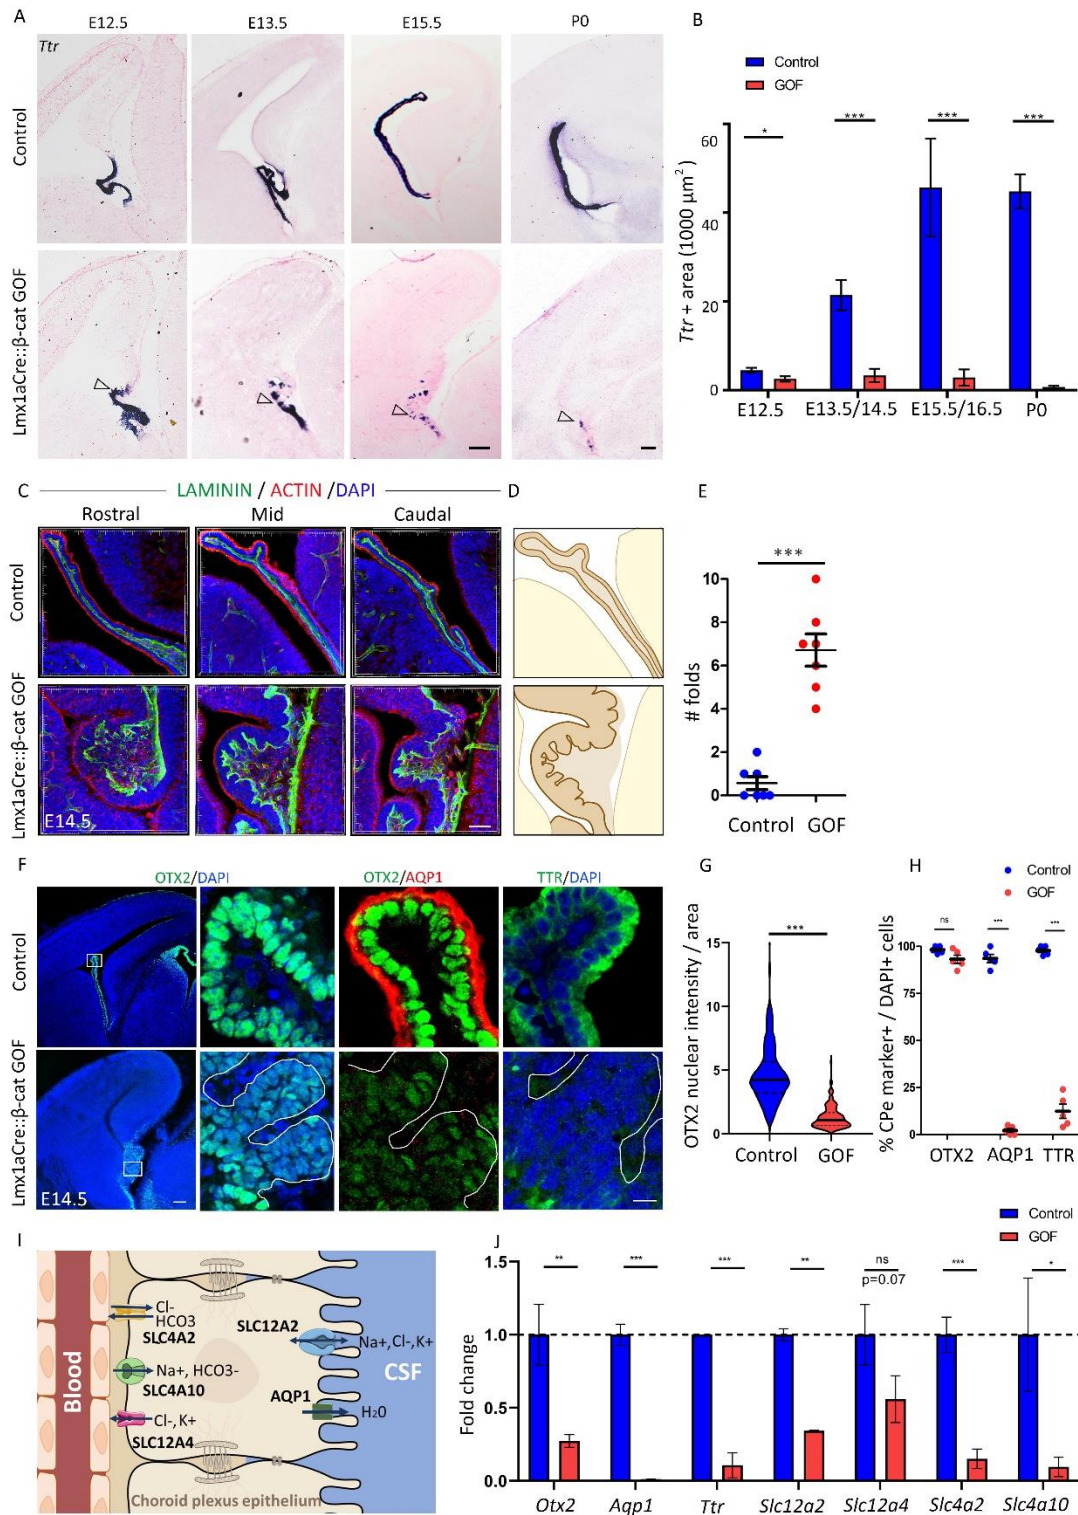 A
E12.5
E13.5
E15.5
P0
Ttr
Control
Lmx1aCre::β-cat GOF
B
Control
GOF
*
***
***
***
Ttr + area (1000 μm²)
60
40
20
0
E12.5
E13.5/14.5
E15.5/16.5
P0
C
LAMININ / ACTIN /DAPI
D
Rostral
Mid
Caudal
Control
Lmx1aCre::β-cat GOF
E14.5
E
***
# folds
10
8
6
4
2
0
Control
GOF
F
OTX2/DAPI
OTX2/AQP1
TTR/DAPI
Control
Lmx1aCre::β-cat GOF
E14.5
G
***
OTX2 nuclear intensity / area
15
10
5
0
Control
GOF
H
Control
GOF
ns
***
***
% CPe marker+ / DAPI+ cells
100
75
50
25
0
OTX2
AQP1
TTR
I
Blood
Cl-
HCO3
SLC4A2
SLC12A2
Na+,Cl-,K+
CSF
Na+, HCO3-
SLC4A10
AQP1
H₂0
Cl-,K+
SLC12A4
Choroid plexus epithelium
J
Control
GOF
**
***
***
**
ns
p=0.07
***
*
Fold change
1.0
0.5
0.0
Otx2
Aqp1
Ttr
Slc12a2
Slc12a4
Slc4a2
Slc4a10